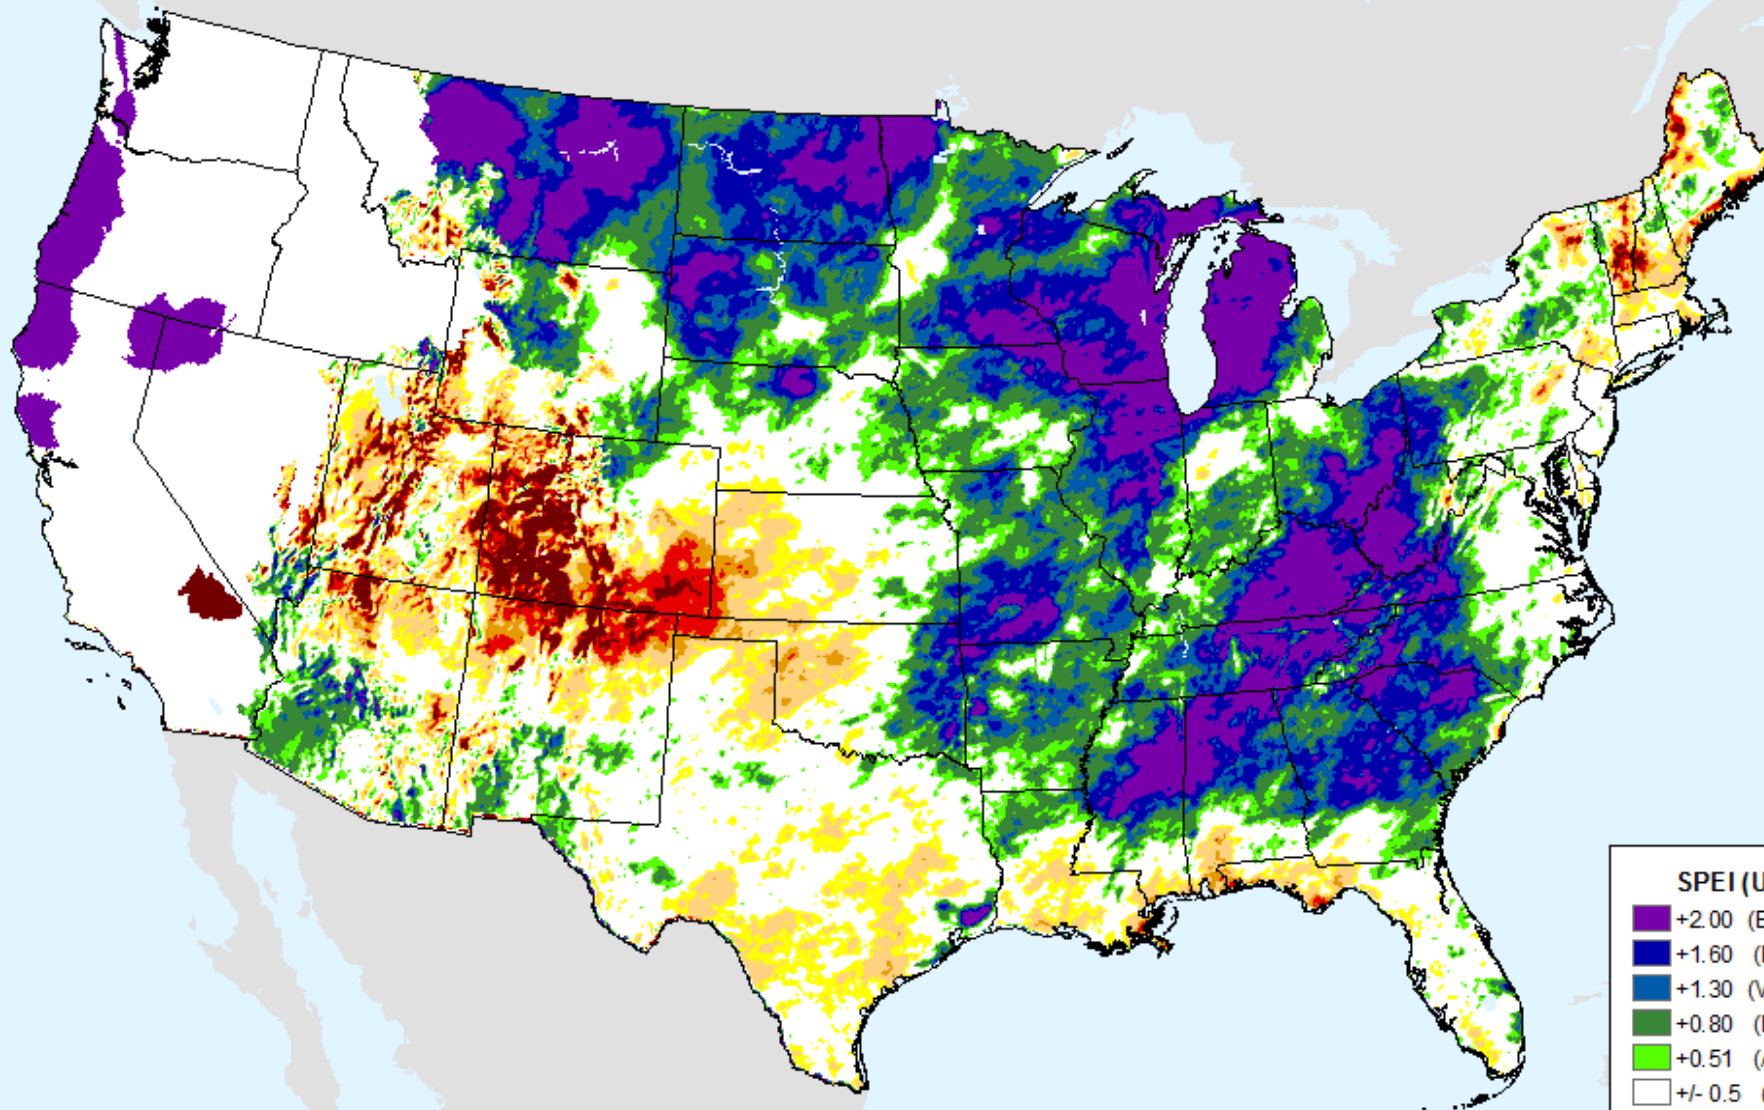 SPEI (U
+2.00 (E
+1.60 (
+1.30 (V
+0.80 (
+0.51 (
+/- 0.5 (